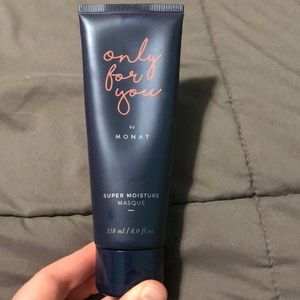 only
for
you
by
MONAT
SUPER MOISTURE
MASQUE
118 ml / 4.0 fl. oz.